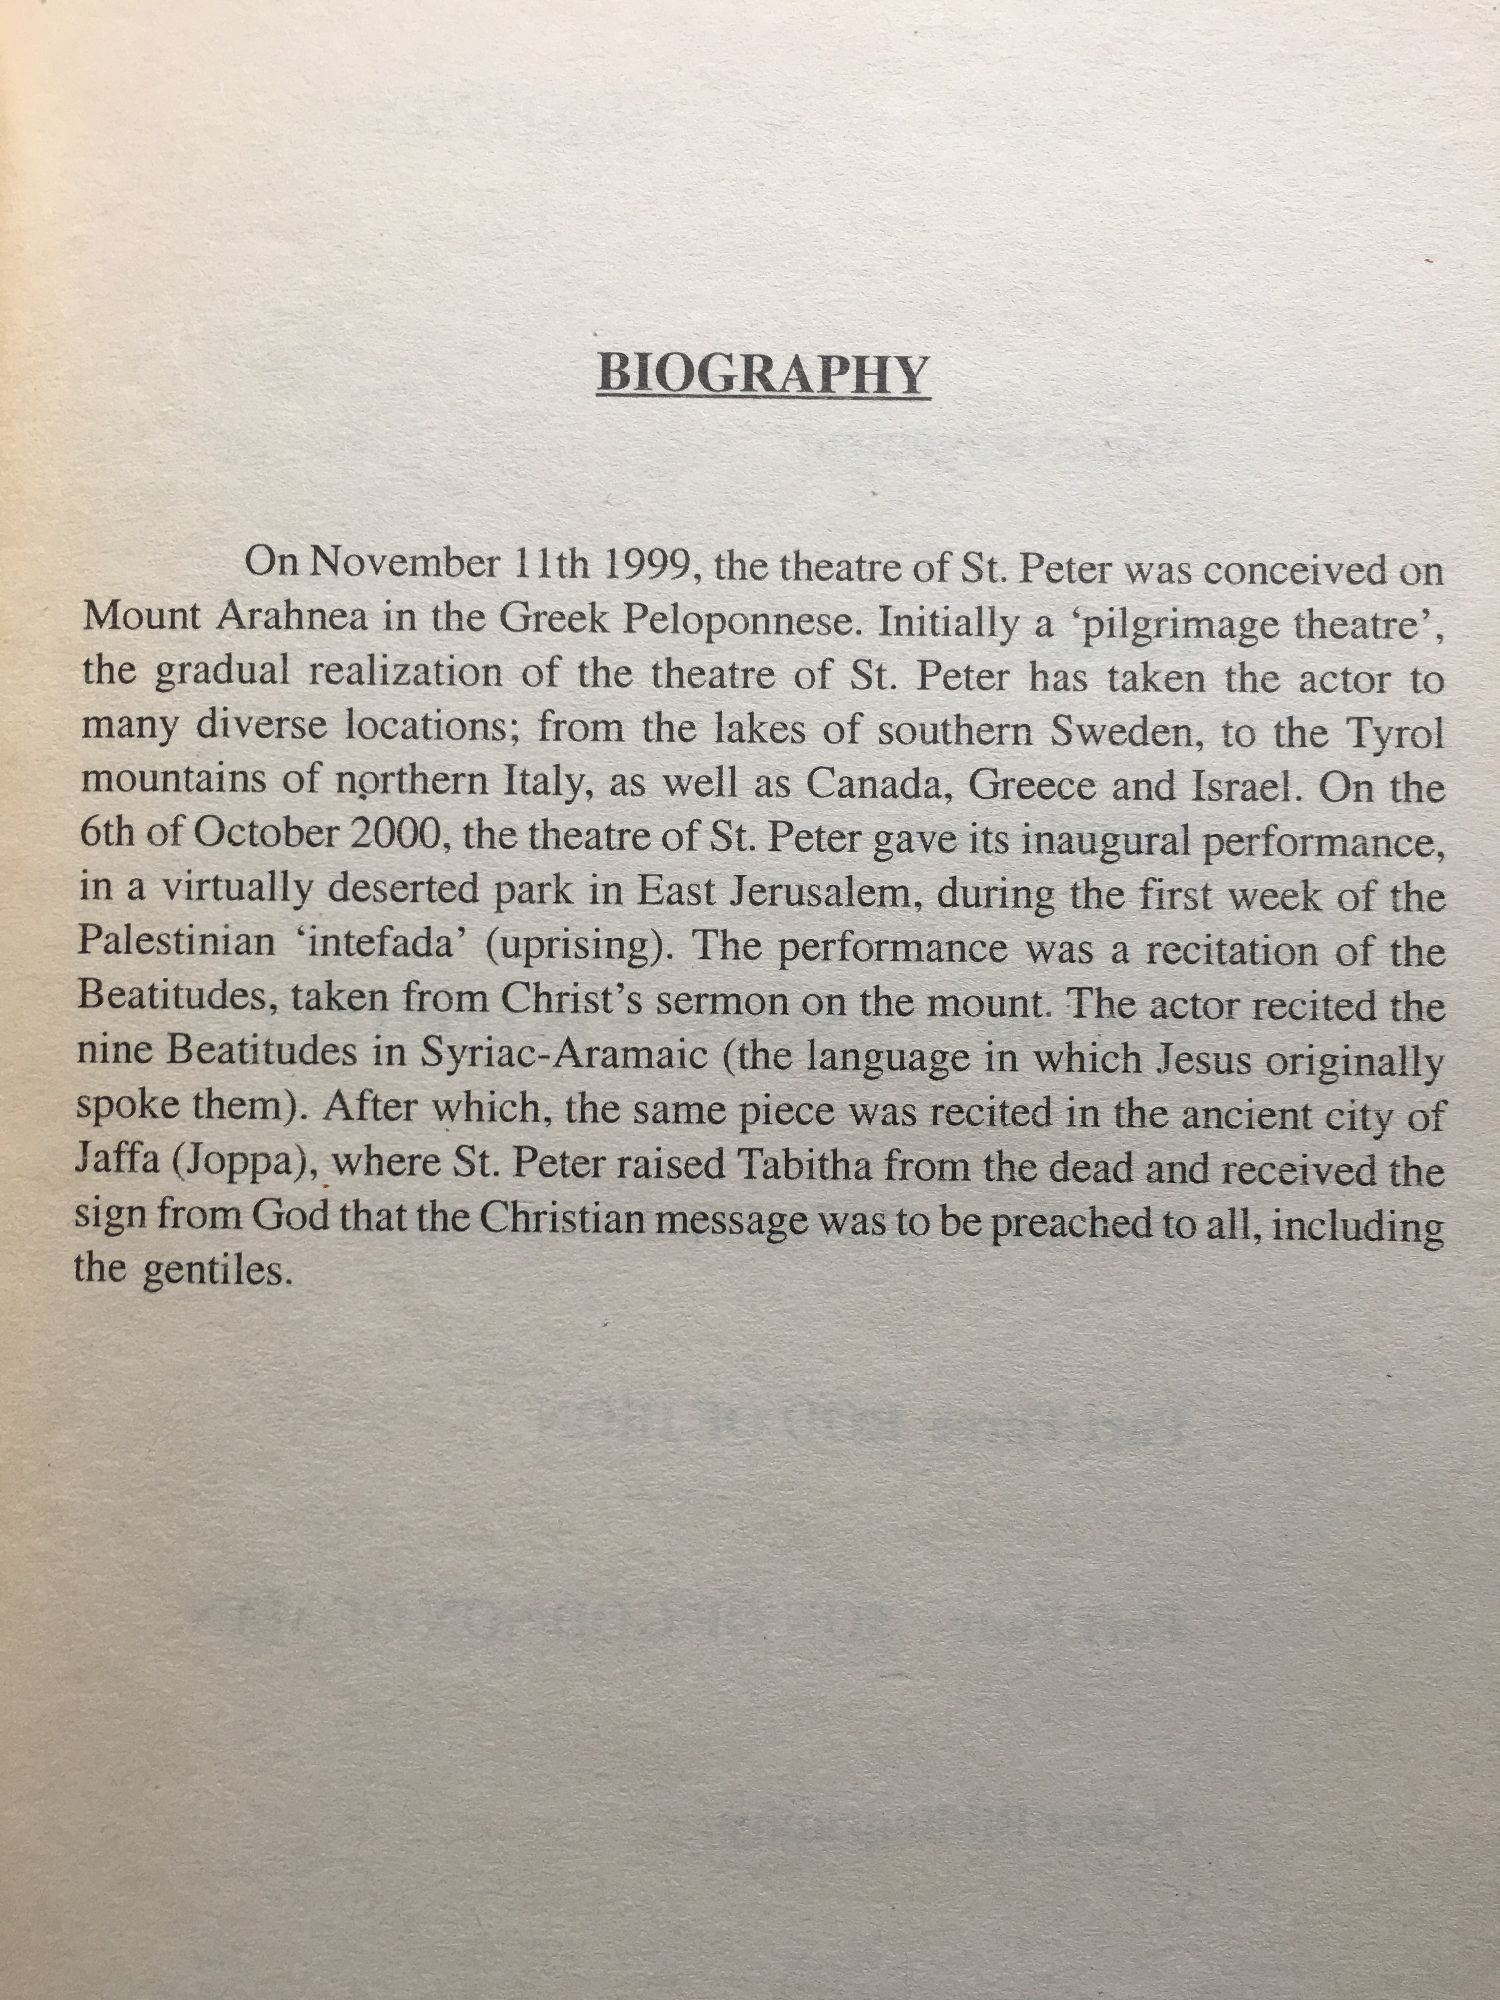 BIOGRAPHY
On November 11th 1999, the theatre of St. Peter was conceived on
Mount Arahnea in the Greek Peloponnese. Initially a ‘pilgrimage theatre’,
the gradual realization of the theatre of St. Peter has taken the actor to
many diverse locations; from the lakes of southern Sweden, to the Tyrol
mountains of northern Italy, as well as Canada, Greece and Israel. On the
6th of October 2000, the theatre of St. Peter gave its inaugural performance,
in a virtually deserted park in East Jerusalem, during the first week of the
Palestinian ‘intefada’ (uprising). The performance was a recitation of the
Beatitudes, taken from Christ’s sermon on the mount. The actor recited the
nine Beatitudes in Syriac-Aramaic (the language in which Jesus originally
spoke them). After which, the same piece was recited in the ancient city of
Jaffa (Joppa), where St. Peter raised Tabitha from the dead and received the
sign from God that the Christian message was to be preached to all, including
the gentiles.